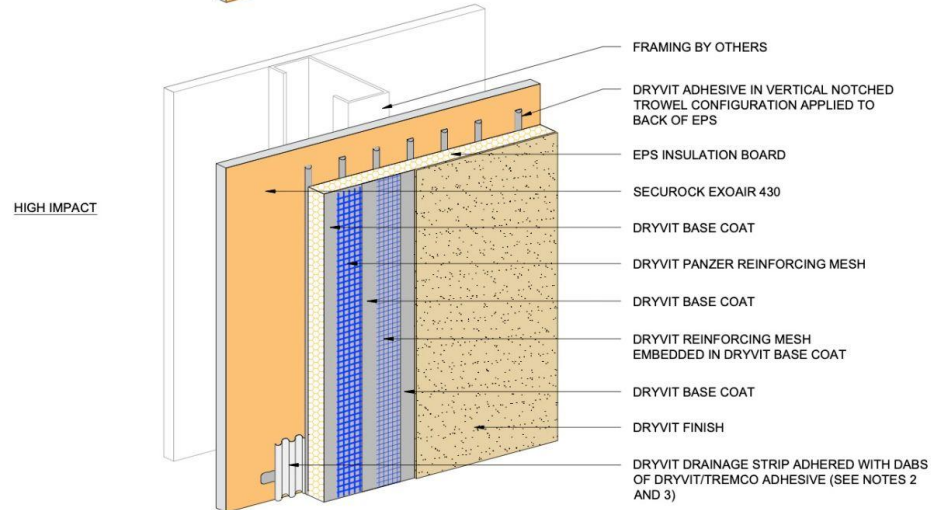 FRAMING BY OTHERS
DRYVIT ADHESIVE IN VERTICAL NOTCHED
TROWEL CONFIGURATION APPLIED TO
BACK OF EPS
EPS INSULATION BOARD
SECUROCK EXOAIR 430
HIGH IMPACT
DRYVIT BASE COAT
DRYVIT PANZER REINFORCING MESH
DRYVIT BASE COAT
DRYVIT REINFORCING MESH
EMBEDDED IN DRYVIT BASE COAT
DRYVIT BASE COAT
DRYVIT FINISH
DRYVIT DRAINAGE STRIP ADHERED WITH DABS
OF DRYVIT/TREMCO ADHESIVE (SEE NOTES 2
AND 3)